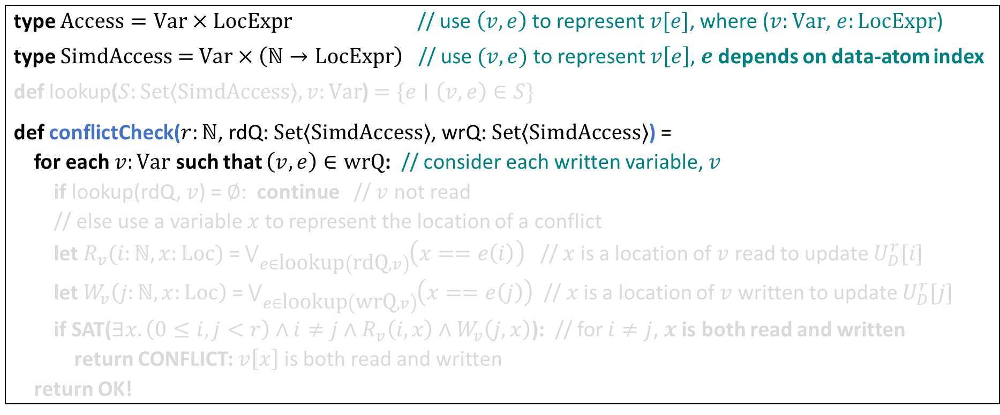 type Access = Var × LocExpr // use (v, e) to represent v[e], where (v: Var, e: LocExpr)
type SimdAccess = Var × (ℕ → LocExpr) // use (v, e) to represent v[e], e depends on data-atom index
def lookup(S: Set⟨SimdAccess⟩, v: Var) = {e | (v, e) ∈ S}
def conflictCheck(r: ℕ, rdQ: Set⟨SimdAccess⟩, wrQ: Set⟨SimdAccess⟩) =
for each v: Var such that (v, e) ∈ wrQ: // consider each written variable, v
if lookup(rdQ, v) = ∅: continue // v not read
// else use a variable x to represent the location of a conflict
let R_v(i: ℕ, x: Loc) = ⋁_{e∈lookup(rdQ,v)}(x == e(i)) // x is a location of v read to update U_D^r[i]
let W_v(j: ℕ, x: Loc) = ⋁_{e∈lookup(wrQ,v)}(x == e(j)) // x is a location of v written to update U_D^r[j]
if SAT(∃x. (0 ≤ i, j < r) ∧ i ≠ j ∧ R_v(i, x) ∧ W_v(j, x)): // for i ≠ j, x is both read and written
return CONFLICT: v[x] is both read and written
return OK!